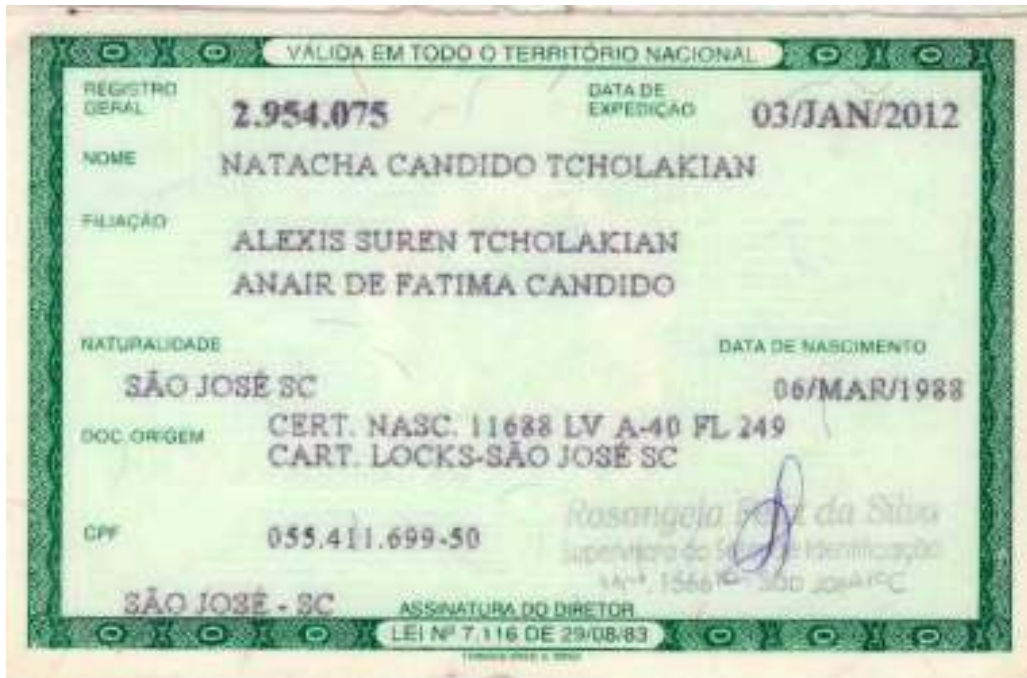 VÁLIDA EM TODO O TERRITÓRIO NACIONAL
REGISTRO GERAL 2.954.075 DATA DE EXPEDIÇÃO 03/JAN/2012
NOME NATACHA CANDIDO TCHOLAKIAN
FILIAÇÃO
ALEXIS SUREN TCHOLAKIAN
ANAIR DE FATIMA CANDIDO
NATURALIDADE DATA DE NASCIMENTO
SÃO JOSÉ SC 06/MAR/1988
DOC. ORIGEM CERT. NASC. 11688 LV A-40 FL 249
CART. LOCKS-SÃO JOSÉ SC
Rosangela da Silva
CPF 055.411.699-50
SÃO JOSÉ - SC ASSINATURA DO DIRETOR
LEI Nº 7.116 DE 29/08/83